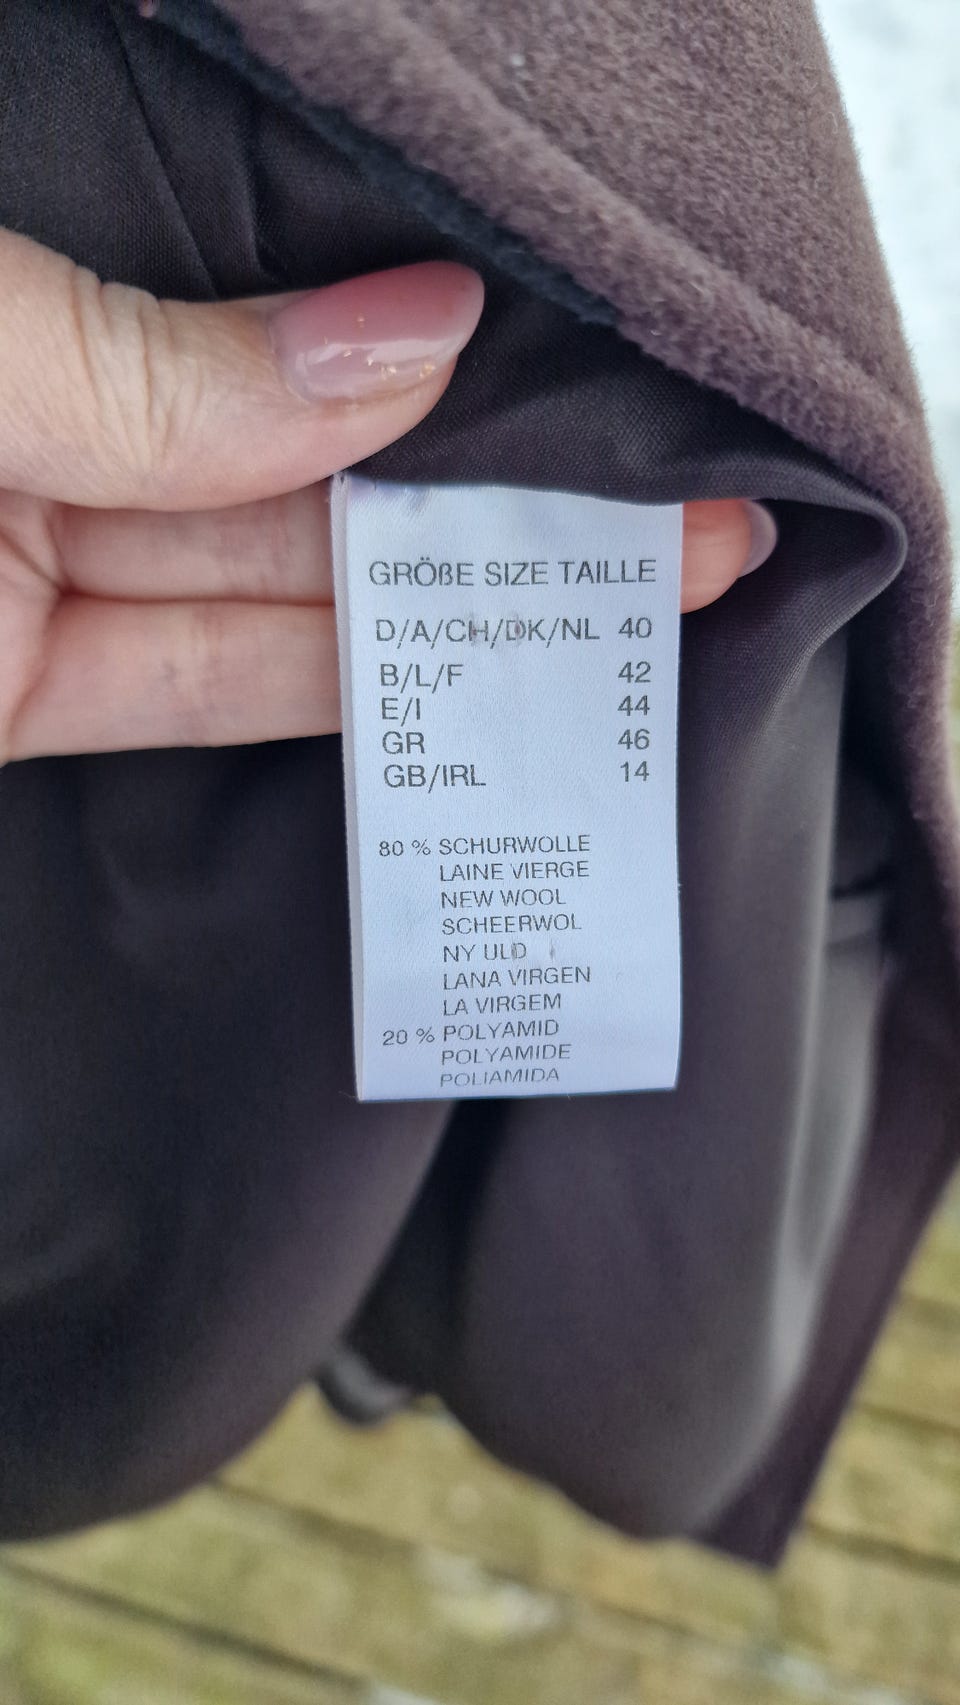 GRÖßE SIZE TAILLE
D/A/CH/DK/NL 40
B/L/F 42
E/I 44
GR 46
GB/IRL 14
80 % SCHURWOLLE
LAINE VIERGE
NEW WOOL
SCHEERWOL
NY ULD
LANA VIRGEN
LA VIRGEM
20 % POLYAMID
POLYAMIDE
POLIAMIDA